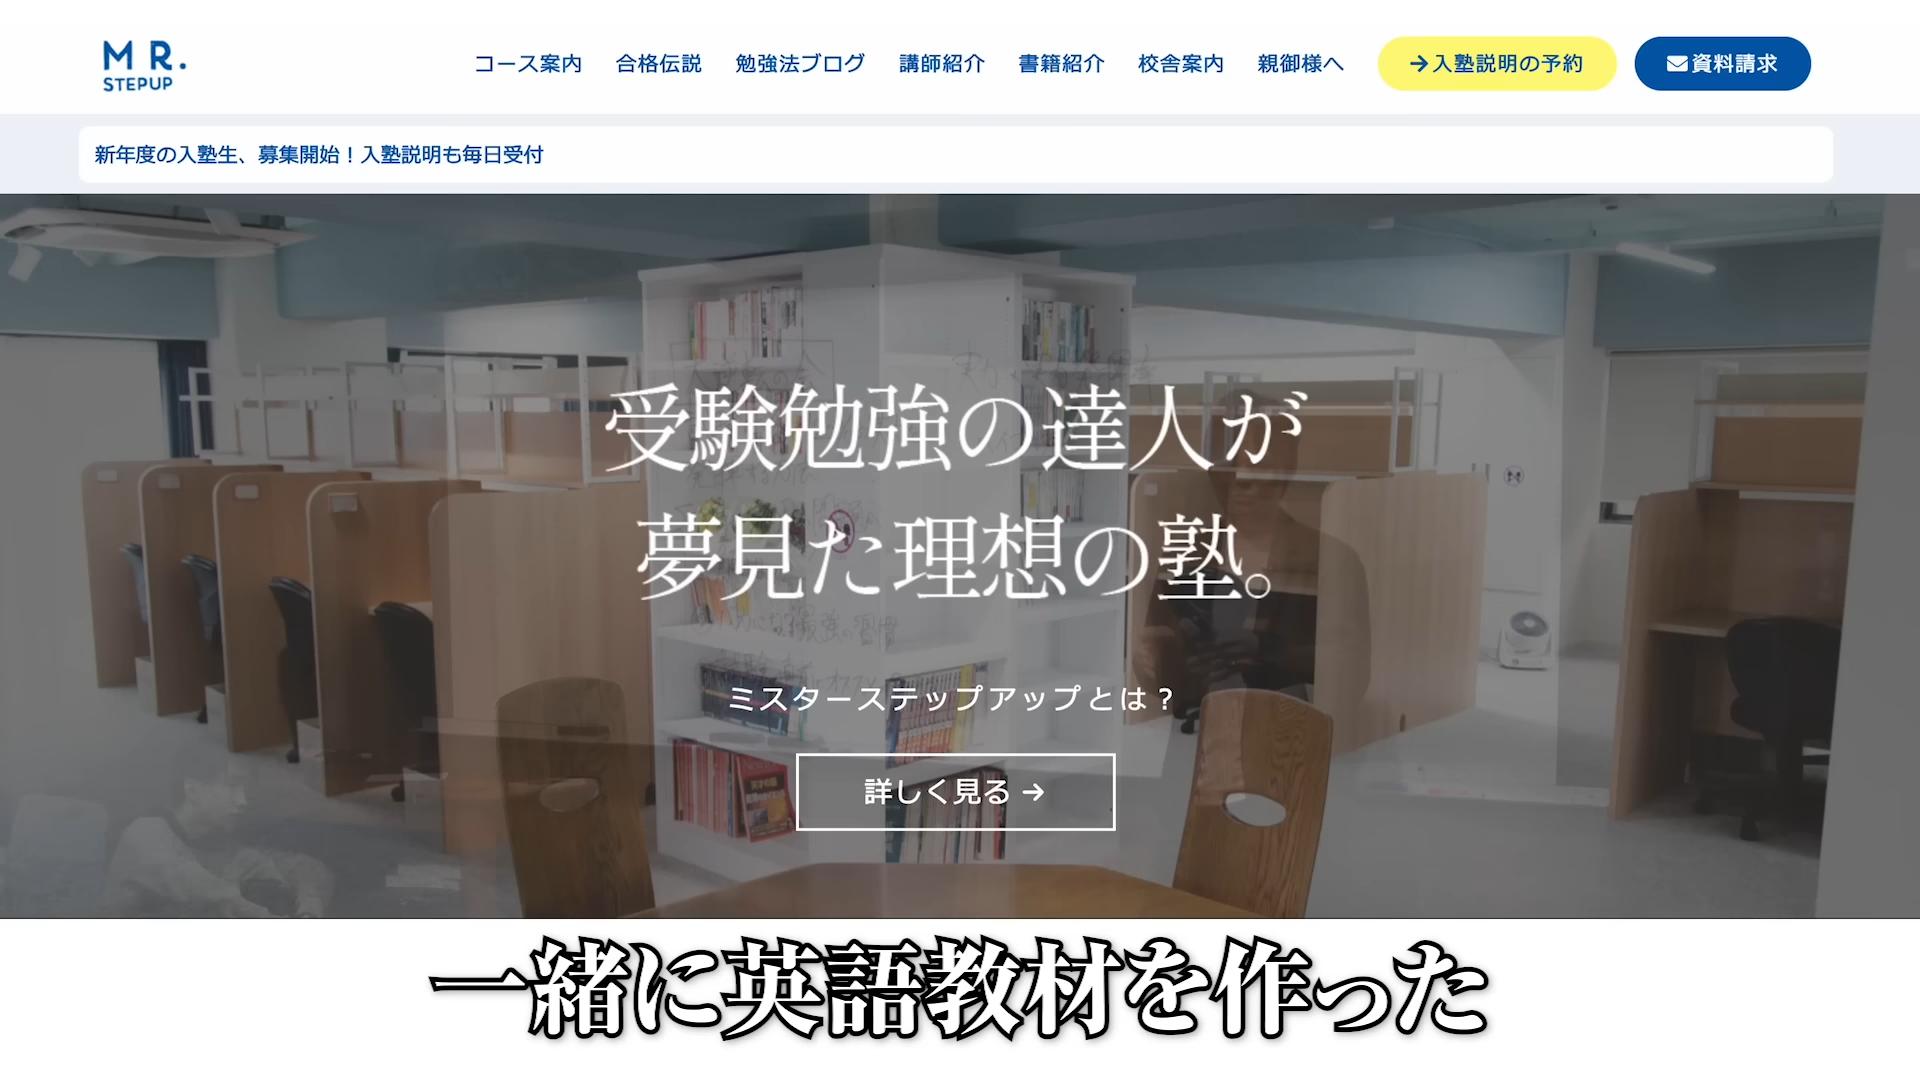 MR.
STEPUP
コース案内 合格伝説 勉強法ブログ 講師紹介 書籍紹介 校舎案内 親御様へ →入塾説明の予約 資料請求
新年度の入塾生、募集開始！入塾説明も毎日受付
受験勉強の達人が
夢見た理想の塾。
ミスターステップアップとは？
詳しく見る →
一緒に英語教材を作った